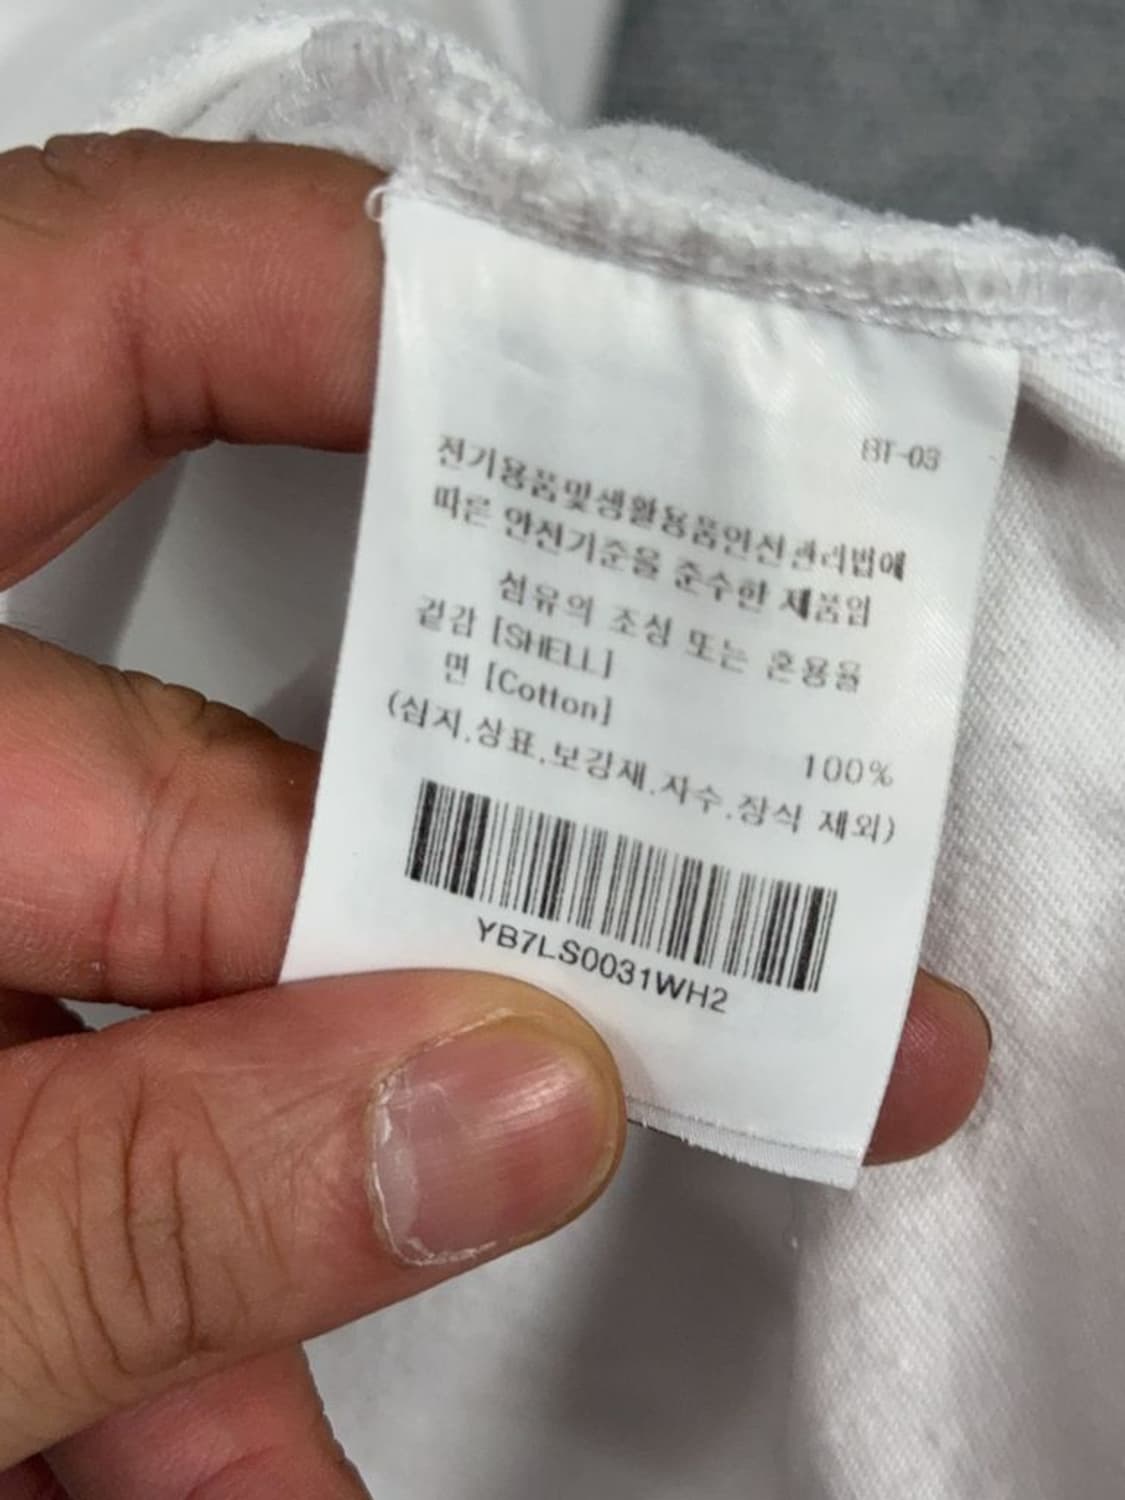 BT-03
전기용품및생활용품안전관리법에
따른 안전기준을 준수한 제품임
섬유의 조성 또는 혼용율
겉감 [SHELL]
면 [Cotton]
100%
(심지.상표.보강재.자수.장식 제외)
YB7LS0031WH2